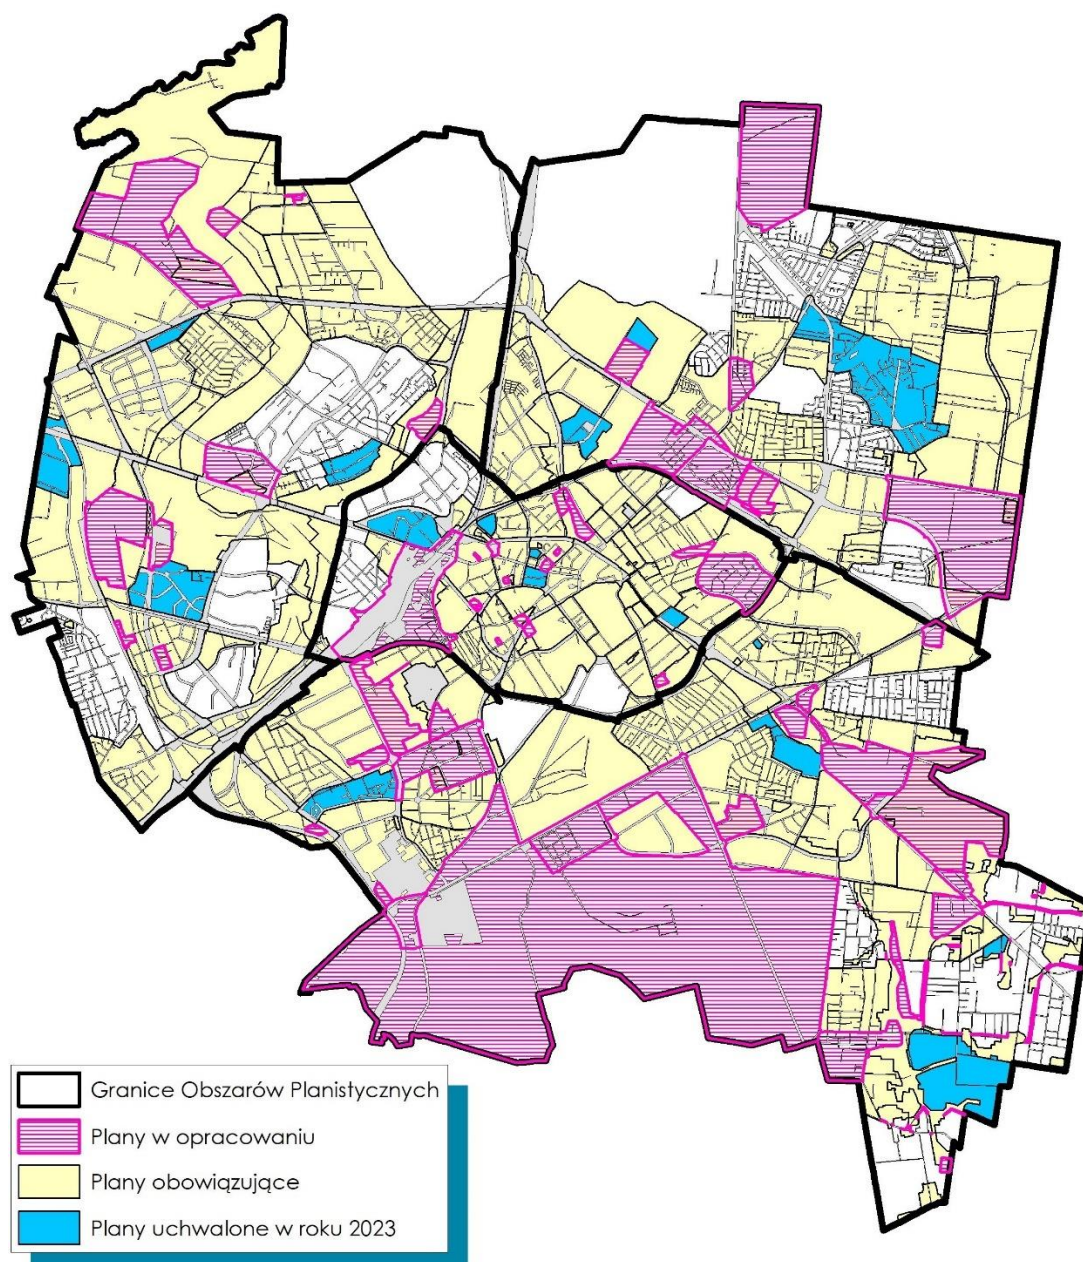 Granice Obszarów Planistycznych
Plany w opracowaniu
Plany obowiązujące
Plany uchwalone w roku 2023